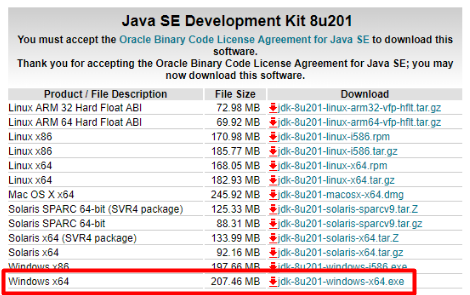 Java SE Development Kit 8u201
You must accept the Oracle Binary Code License Agreement for Java SE to download this
software.
Thank you for accepting the Oracle Binary Code License Agreement for Java SE; you may
now download this software.
Product / File Description File Size Download
Linux ARM 32 Hard Float ABI 72.98 MB jdk-8u201-linux-arm32-vfp-hflt.tar.gz
Linux ARM 64 Hard Float ABI 69.92 MB jdk-8u201-linux-arm64-vfp-hflt.tar.gz
Linux x86 170.98 MB jdk-8u201-linux-i586.rpm
Linux x86 185.77 MB jdk-8u201-linux-i586.tar.gz
Linux x64 168.05 MB jdk-8u201-linux-x64.rpm
Linux x64 182.93 MB jdk-8u201-linux-x64.tar.gz
Mac OS X x64 245.92 MB jdk-8u201-macosx-x64.dmg
Solaris SPARC 64-bit (SVR4 package) 125.33 MB jdk-8u201-solaris-sparcv9.tar.Z
Solaris SPARC 64-bit 88.31 MB jdk-8u201-solaris-sparcv9.tar.gz
Solaris x64 (SVR4 package) 133.99 MB jdk-8u201-solaris-x64.tar.Z
Solaris x64 92.16 MB jdk-8u201-solaris-x64.tar.gz
Windows x86 197.66 MB jdk-8u201-windows-i586.exe
Windows x64 207.46 MB jdk-8u201-windows-x64.exe